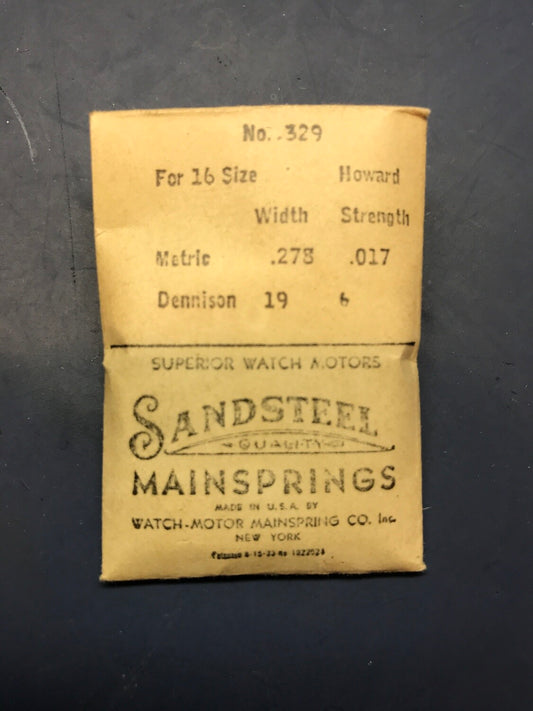 No. 329
For 16 Size Howard
Width Strength
Metric .278 .017
Dennison 19 6
SUPERIOR WATCH MOTORS
SANDSTEEL
QUALITY
MAINSPRINGS
MADE IN U.S.A. BY
WATCH-MOTOR MAINSPRING CO. Inc.
NEW YORK